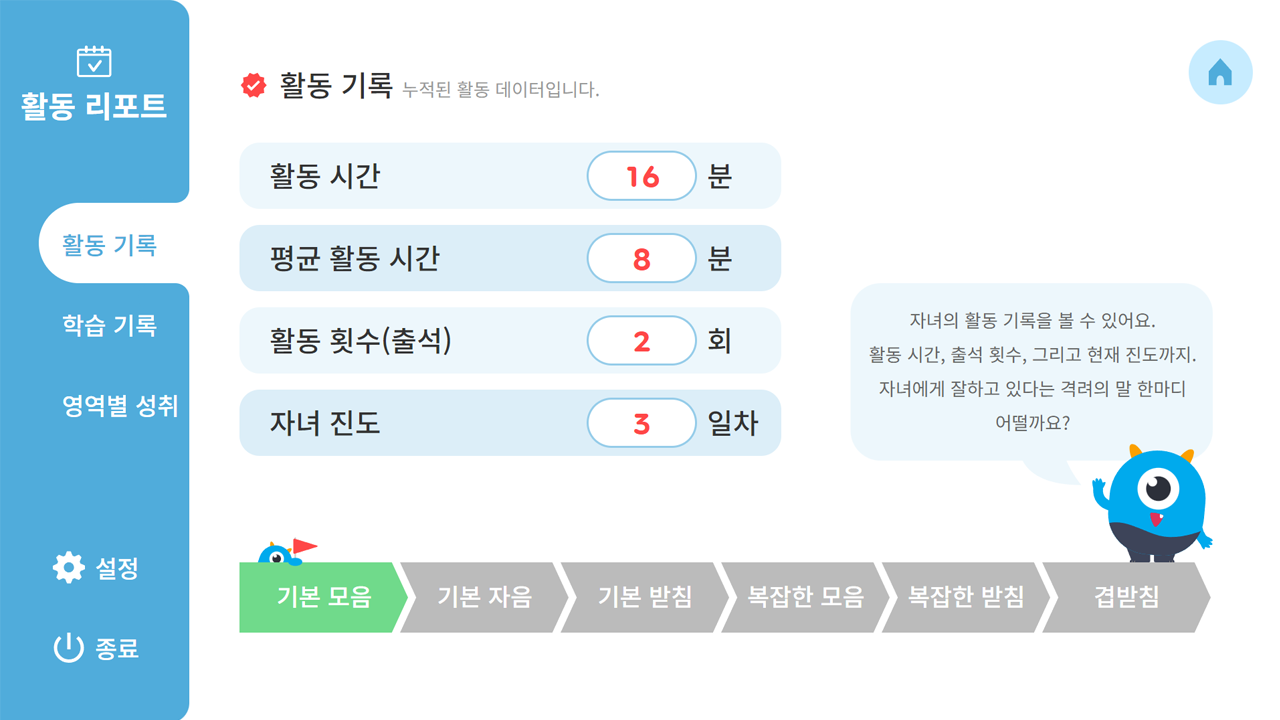 활동 리포트
활동 기록
학습 기록
영역별 성취
설정
종료
활동 기록 누적된 활동 데이터입니다.
활동 시간 16 분
평균 활동 시간 8 분
활동 횟수(출석) 2 회
자녀 진도 3 일차
자녀의 활동 기록을 볼 수 있어요.
활동 시간, 출석 횟수, 그리고 현재 진도까지.
자녀에게 잘하고 있다는 격려의 말 한마디
어떨까요?
기본 모음 기본 자음 기본 받침 복잡한 모음 복잡한 받침 겹받침